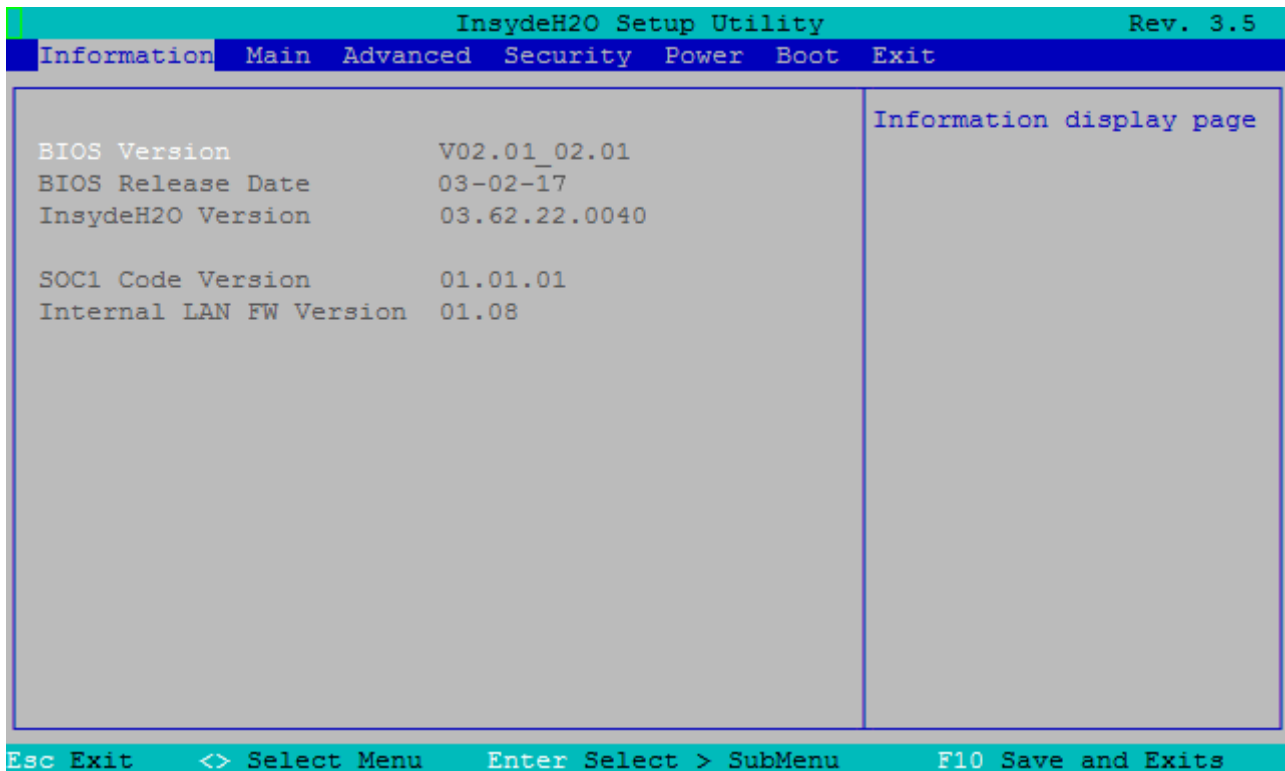 InsydeH2O Setup Utility Rev. 3.5
Information Main Advanced Security Power Boot Exit
Information display page
BIOS Version V02.01_02.01
BIOS Release Date 03-02-17
InsydeH2O Version 03.62.22.0040
SOC1 Code Version 01.01.01
Internal LAN FW Version 01.08
Esc Exit <> Select Menu Enter Select > SubMenu F10 Save and Exits